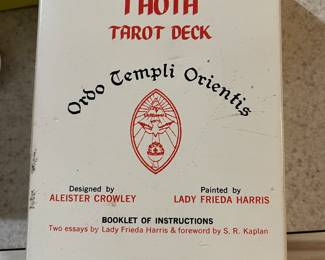 THOTH
TAROT DECK
Ordo Templi Orientis
Designed by
ALEISTER CROWLEY
Painted by
LADY FRIEDA HARRIS
BOOKLET OF INSTRUCTIONS
Two essays by Lady Frieda Harris & foreword by S. R. Kaplan